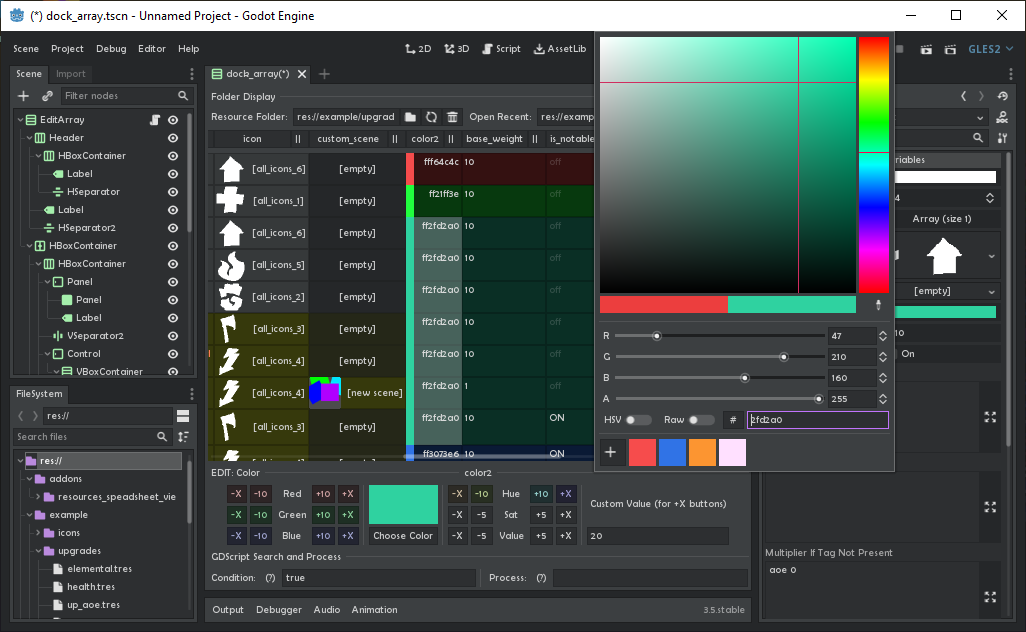 (*) dock_array.tscn - Unnamed Project - Godot Engine
Scene Project Debug Editor Help
2D 3D Script AssetLib
GLES2
Scene Import
dock_array(*)
Filter nodes
Folder Display
Resource Folder: res://example/upgrad Open Recent: res://examp
icon custom_scene color2 base_weight is_notable
EditArray
Header
HBoxContainer
Label
HSeparator
Label
HSeparator2
HBoxContainer
HBoxContainer
Panel
Panel
Label
VSeparator2
Control
VBoxContainer
[all_icons_6] [empty] fff64c4c 10 off
[all_icons_1] [empty] ff21ff3e 10 off
[all_icons_6] [empty] ff2fd2a0 10 off
[all_icons_5] [empty] ff2fd2a0 10 off
[all_icons_2] [empty] ff2fd2a0 10 off
[all_icons_3] [empty] ff2fd2a0 10 off
[all_icons_4] [empty] ff2fd2a0 10 off
[all_icons_4] [new scene] ff2fd2a0 1 off
[all_icons_3] [empty] ff2fd2a0 10 ON
[all_icons_4] [empty] ff3073e6 10 ON
R 47
G 210
B 160
A 255
HSV Raw # 2fd2a0
+
ariables
4
Array (size 1)
[empty]
10
On
FileSystem
res://
Search files
res://
addons
resources_speadsheet_vie
example
icons
upgrades
elemental.tres
health.tres
up_aoe.tres
EDIT: Color color2
-X -10 Red +10 +X
-X -10 Green +10 +X
-X -10 Blue +10 +X
Choose Color
-X -10 Hue +10 +X
-X -5 Sat +5 +X
-X -5 Value +5 +X
Custom Value (for +X buttons)
20
GDScript Search and Process
Condition: (?) true Process: (?)
Output Debugger Audio Animation 3.5.stable
Multiplier If Tag Not Present
aoe 0